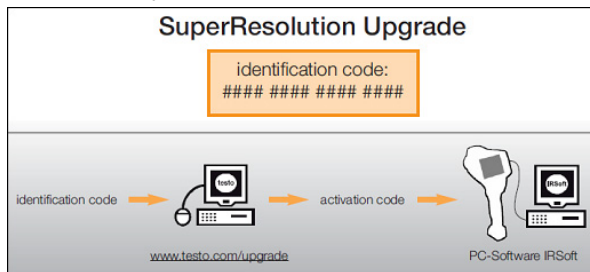 SuperResolution Upgrade
identification code:
#### #### #### ####
testo
IRSoft
identification code
activation code
www.testo.com/upgrade
PC-Software IRSoft